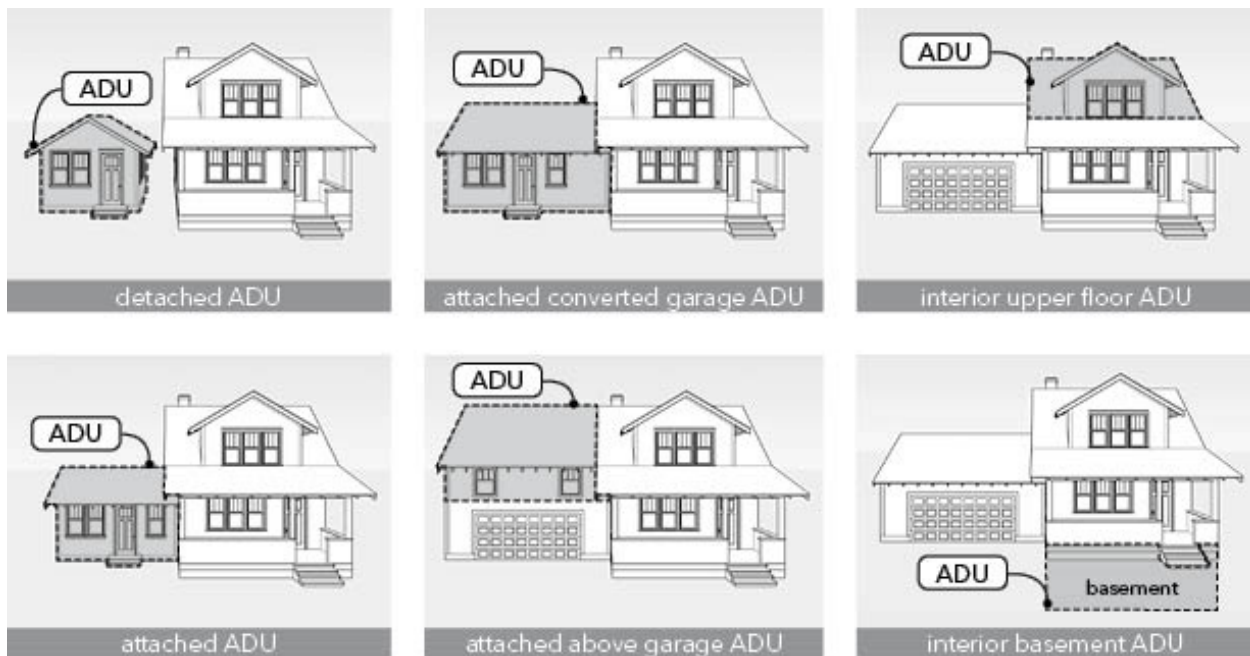 ADU
detached ADU
ADU
attached converted garage ADU
ADU
interior upper floor ADU
ADU
attached ADU
ADU
attached above garage ADU
ADU
basement
interior basement ADU